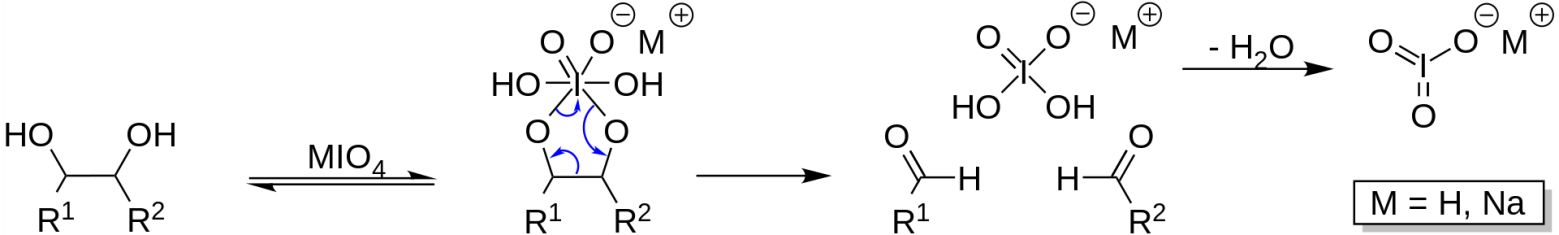 HO OH
R¹ R²
MIO₄
O O⊖ M⊕
HO I OH
O O
R¹ R²
O O⊖ M⊕
I
HO OH
O H
R¹
O
H
R²
- H₂O
O O⊖ M⊕
I
O
M = H, Na